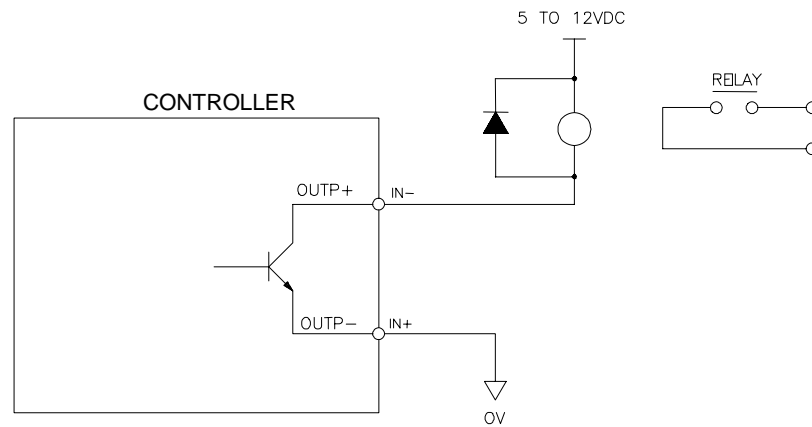 5 TO 12VDC
RELAY
CONTROLLER
OUTP+
IN-
OUTP-
IN+
0V